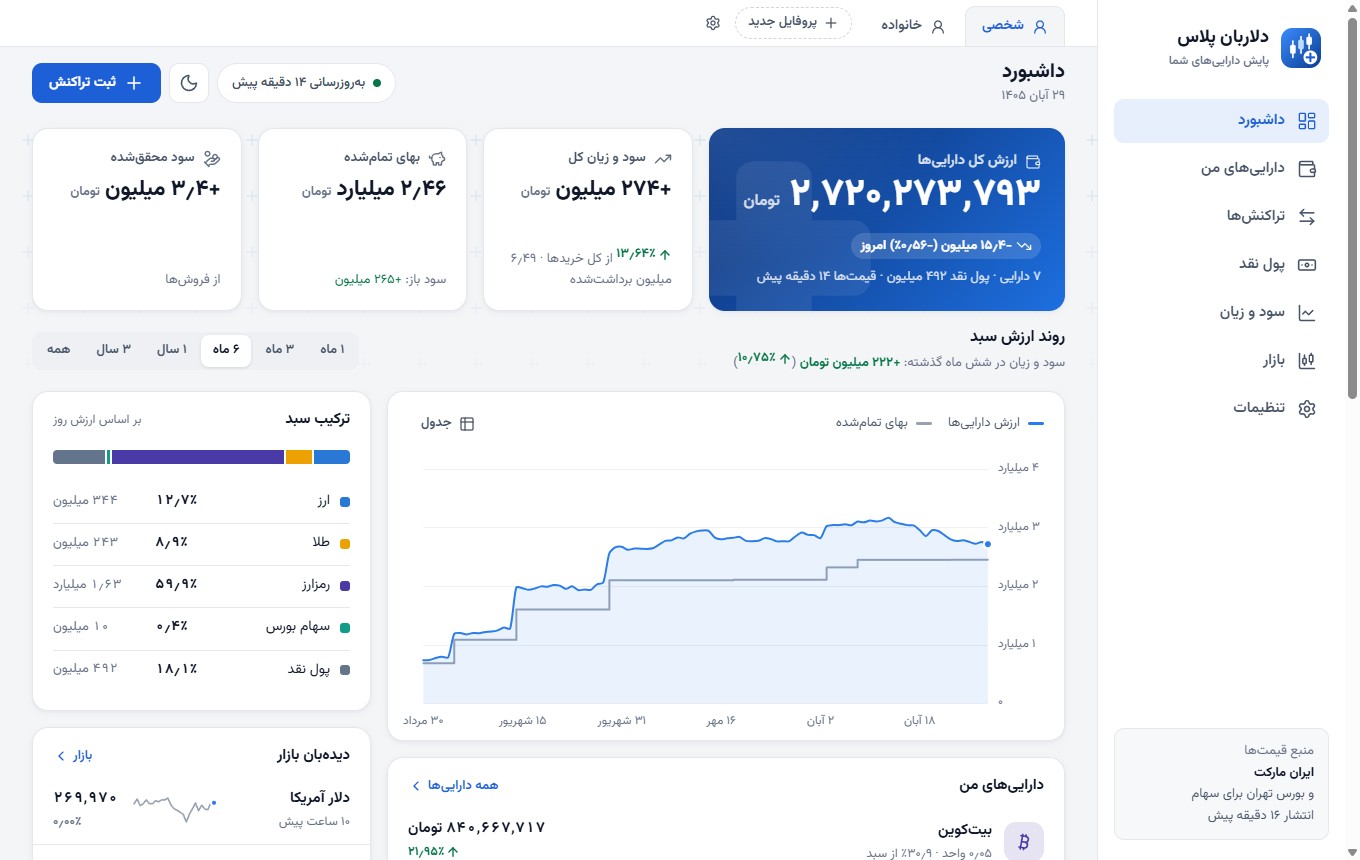 دلاربان پلاس
پایش دارایی‌های شما
داشبورد
دارایی‌های من
تراکنش‌ها
پول نقد
سود و زیان
بازار
تنظیمات
منبع قیمت‌ها
ایران مارکت
و بورس تهران برای سهام
انتشار ۱۶ دقیقه پیش
شخصی
خانواده
پروفایل جدید
داشبورد
۲۹ آبان ۱۴۰۵
به‌روزرسانی ۱۴ دقیقه پیش
ثبت تراکنش
ارزش کل دارایی‌ها
۲,۷۲۰,۲۷۳,۷۹۳ تومان
-۱۵٫۴ میلیون (-۰٫۵۶٪) امروز
۷ دارایی · پول نقد ۴۹۲ میلیون · قیمت‌ها ۱۴ دقیقه پیش
سود و زیان کل
+۲۷۴ میلیون تومان
۱۳٫۶۴٪ از کل خریدها · ۶٫۴۹
میلیون برداشت‌شده
بهای تمام‌شده
۲٫۴۶ میلیارد تومان
سود باز: +۲۶۵ میلیون
سود محقق‌شده
+۳٫۴ میلیون تومان
از فروش‌ها
روند ارزش سبد
سود و زیان در شش ماه گذشته: +۲۲۲ میلیون تومان (۱۰٫۷۵٪)
۱ ماه
۳ ماه
۶ ماه
۱ سال
۳ سال
همه
ارزش دارایی‌ها
بهای تمام‌شده
جدول
۴ میلیارد
۳ میلیارد
۲ میلیارد
۱ میلیارد
۰
۳۰ مرداد
۱۵ شهریور
۳۱ شهریور
۱۶ مهر
۲ آبان
۱۸ آبان
ترکیب سبد
بر اساس ارزش روز
ارز ۱۲٫۷٪ ۳۴۴ میلیون
طلا ۸٫۹٪ ۲۴۳ میلیون
رمزارز ۵۹٫۹٪ ۱٫۶۳ میلیارد
سهام بورس ۰٫۴٪ ۱۰ میلیون
پول نقد ۱۸٫۱٪ ۴۹۲ میلیون
دارایی‌های من
همه دارایی‌ها
بیت‌کوین
۸۴۰,۶۶۷,۷۱۷ تومان
۰٫۰۵ واحد · ۳۰٫۹٪ از سبد
۲۱٫۹۵٪
دیده‌بان بازار
بازار
دلار آمریکا
۲۶۹,۹۷۰
۱۰ ساعت پیش
۰٫۰۰٪